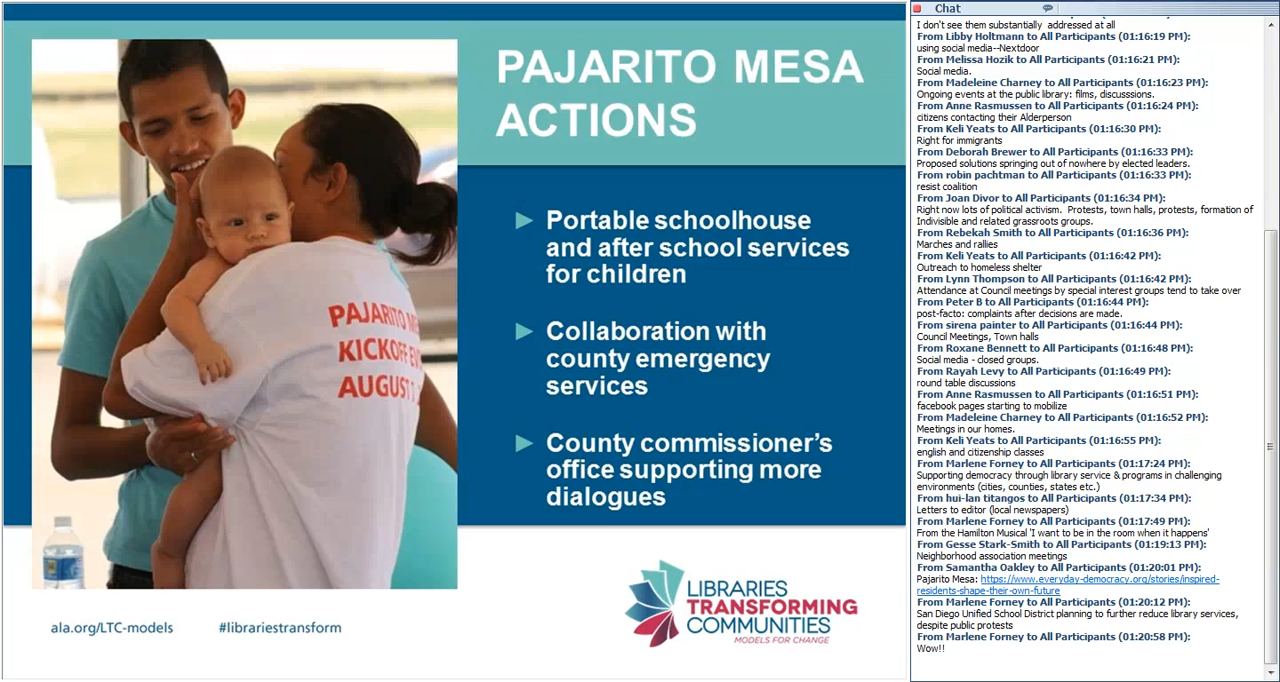 PAJARITO MESA
ACTIONS
Portable schoolhouse
and after school services
for children
Collaboration with
county emergency
services
County commissioner's
office supporting more
dialogues
PAJARITO ME
KICKOFF EV
AUGUST 1
ala.org/LTC-models
#librariestransform
LIBRARIES
TRANSFORMING
COMMUNITIES
MODELS FOR CHANGE
Chat
I don't see them substantially addressed at all
From Libby Holtmann to All Participants (01:16:19 PM):
using social media--Nextdoor
From Melissa Hozik to All Participants (01:16:21 PM):
Social media.
From Madeleine Charney to All Participants (01:16:23 PM):
Ongoing events at the public library: films, discusssions.
From Anne Rasmussen to All Participants (01:16:24 PM):
citizens contacting their Alderperson
From Keli Yeats to All Participants (01:16:30 PM):
Right for immigrants
From Deborah Brewer to All Participants (01:16:33 PM):
Proposed solutions springing out of nowhere by elected leaders.
From robin pachtman to All Participants (01:16:33 PM):
resist coalition
From Joan Divor to All Participants (01:16:34 PM):
Right now lots of political activism. Protests, town halls, protests, formation of
Indivisible and related grassroots groups.
From Rebekah Smith to All Participants (01:16:36 PM):
Marches and rallies
From Keli Yeats to All Participants (01:16:42 PM):
Outreach to homeless shelter
From Lynn Thompson to All Participants (01:16:42 PM):
Attendance at Council meetings by special interest groups tend to take over
From Peter B to All Participants (01:16:44 PM):
post-facto: complaints after decisions are made.
From sirena painter to All Participants (01:16:44 PM):
Council Meetings, Town halls
From Roxane Bennett to All Participants (01:16:48 PM):
Social media - closed groups.
From Rayah Levy to All Participants (01:16:49 PM):
round table discussions
From Anne Rasmussen to All Participants (01:16:51 PM):
facebook pages starting to mobilize
From Madeleine Charney to All Participants (01:16:52 PM):
Meetings in our homes.
From Keli Yeats to All Participants (01:16:55 PM):
english and citizenship classes
From Marlene Forney to All Participants (01:17:24 PM):
Supporting democracy through library service & programs in challenging
environments (cities, counties, states etc.)
From hui-lan titangos to All Participants (01:17:34 PM):
Letters to editor (local newspapers)
From Marlene Forney to All Participants (01:17:49 PM):
From the Hamilton Musical 'I want to be in the room when it happens'
From Gesse Stark-Smith to All Participants (01:19:13 PM):
Neighborhood association meetings
From Samantha Oakley to All Participants (01:20:01 PM):
Pajarito Mesa: https://www.everyday-democracy.org/stories/inspired-
residents-shape-their-own-future
From Marlene Forney to All Participants (01:20:12 PM):
San Diego Unified School District planning to further reduce library services,
despite public protests
From Marlene Forney to All Participants (01:20:58 PM):
Wow!!